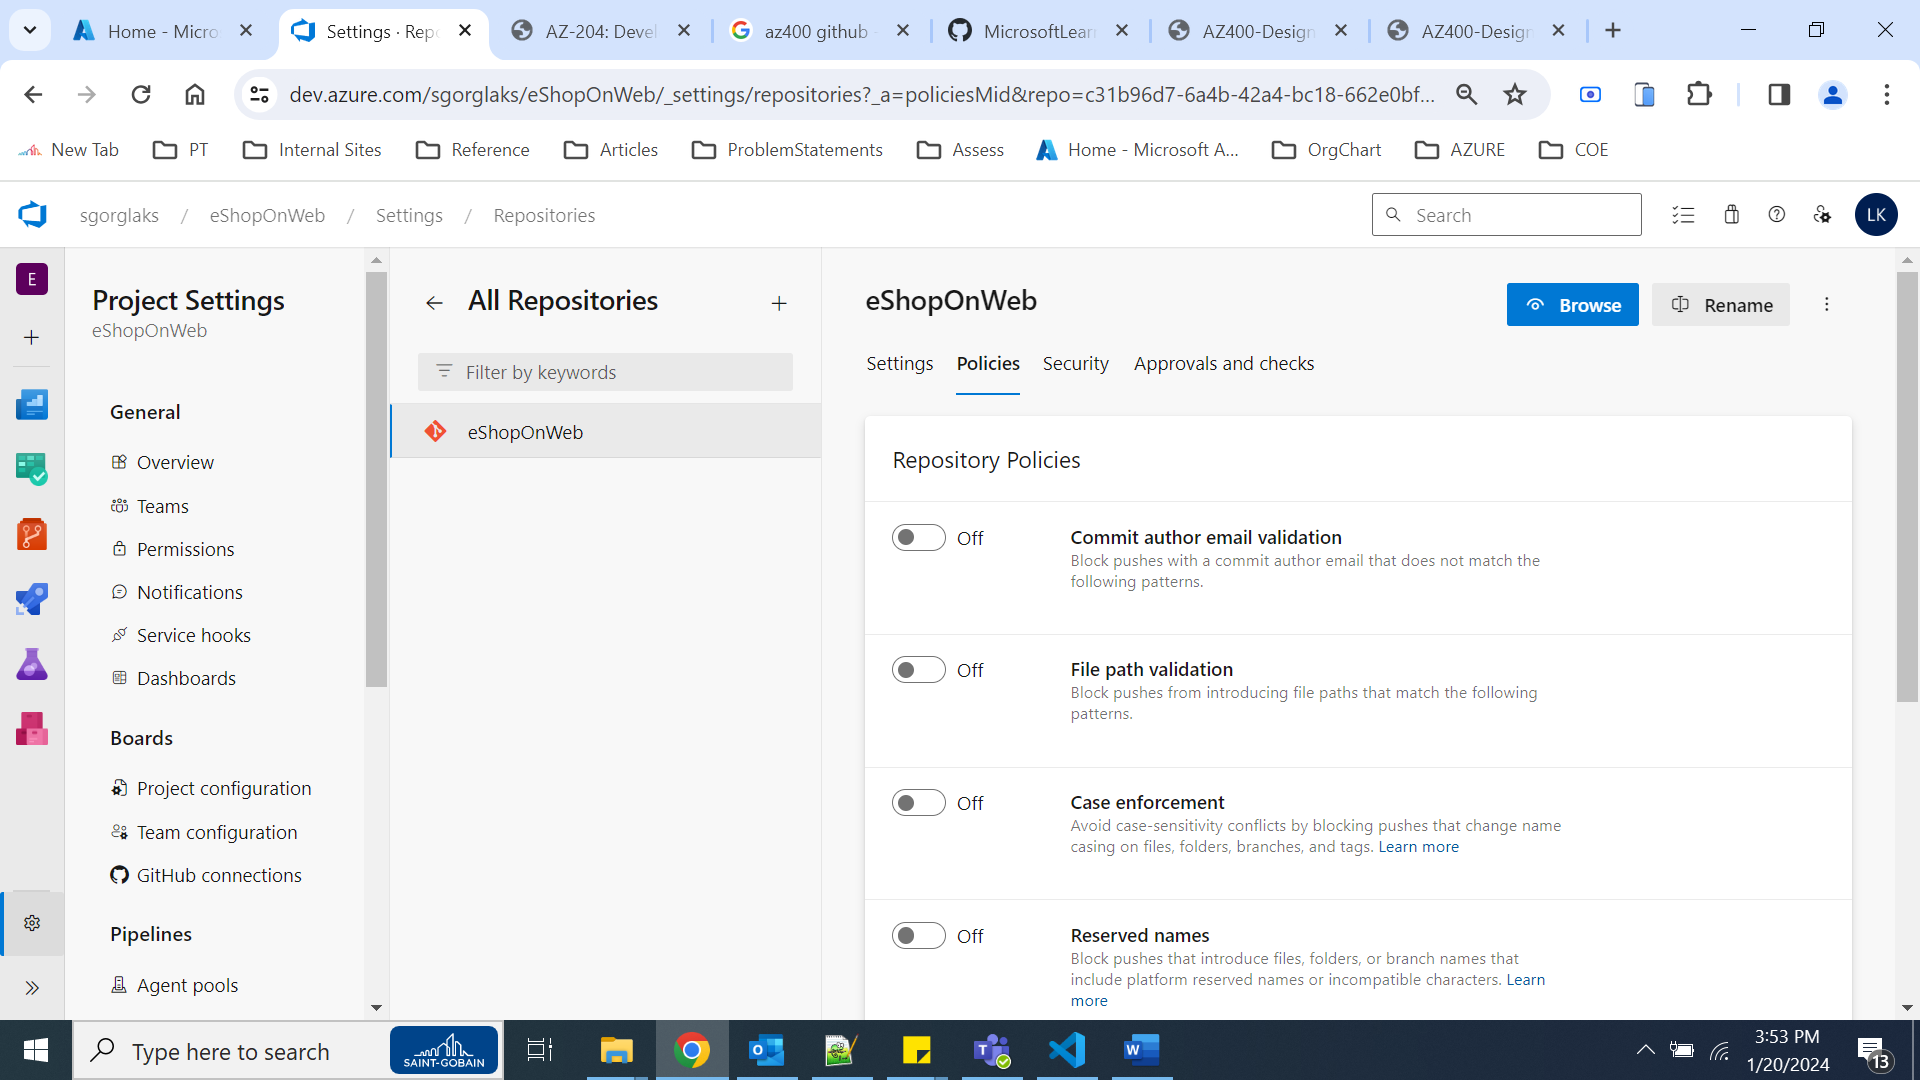 Home - Micro
Settings · Rep
AZ-204: Devel
az400 github
MicrosoftLear
AZ400-Design
AZ400-Design
dev.azure.com/sgorglaks/eShopOnWeb/_settings/repositories?_a=policiesMid&repo=c31b96d7-6a4b-42a4-bc18-662e0bf...
New Tab
PT
Internal Sites
Reference
Articles
ProblemStatements
Assess
Home - Microsoft A...
OrgChart
AZURE
COE
sgorglaks / eShopOnWeb / Settings / Repositories
Search
LK
E
Project Settings
eShopOnWeb
General
Overview
Teams
Permissions
Notifications
Service hooks
Dashboards
Boards
Project configuration
Team configuration
GitHub connections
Pipelines
Agent pools
All Repositories
Filter by keywords
eShopOnWeb
eShopOnWeb
Browse
Rename
Settings
Policies
Security
Approvals and checks
Repository Policies
Off
Commit author email validation
Block pushes with a commit author email that does not match the
following patterns.
Off
File path validation
Block pushes from introducing file paths that match the following
patterns.
Off
Case enforcement
Avoid case-sensitivity conflicts by blocking pushes that change name
casing on files, folders, branches, and tags. Learn more
Off
Reserved names
Block pushes that introduce files, folders, or branch names that
include platform reserved names or incompatible characters. Learn
more
Type here to search
SAINT-GOBAIN
3:53 PM
1/20/2024
13